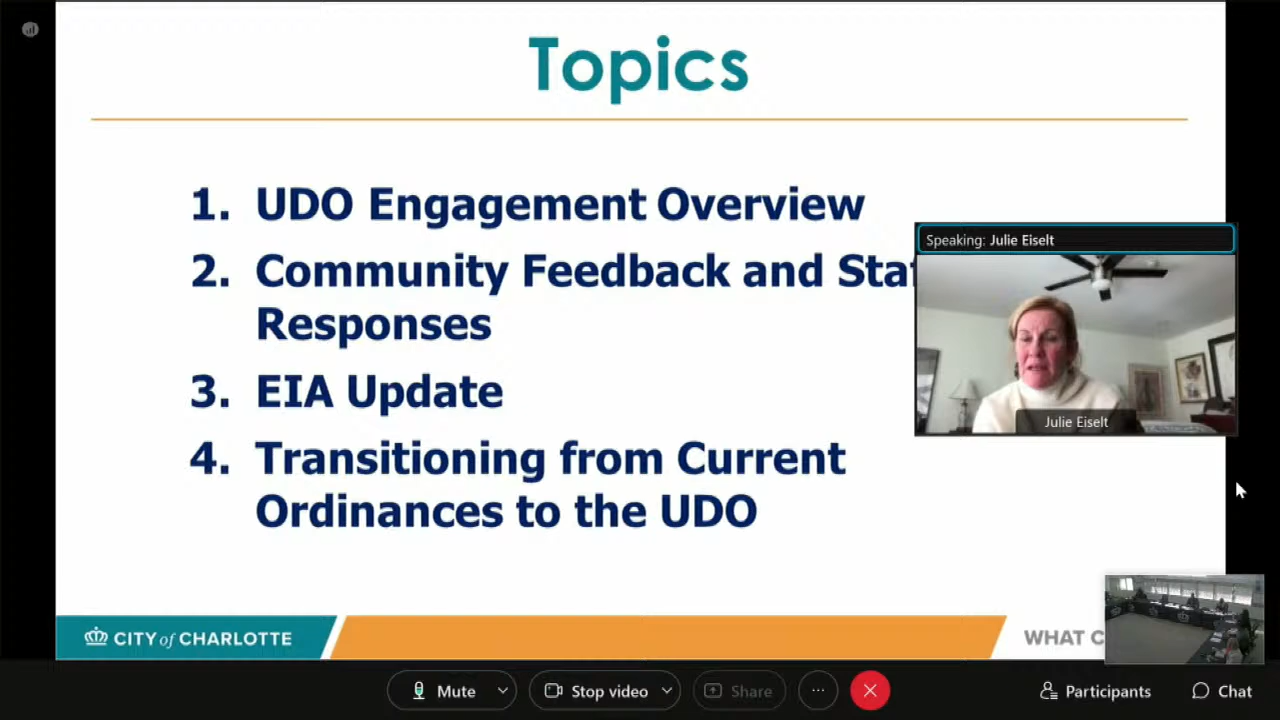 Topics
1. UDO Engagement Overview
Speaking: Julie Eiselt
2. Community Feedback and
Responses
3. EIA Update
Julie Eiselt
4. Transitioning from Current
Ordinances to the UDO
CITY of CHARLOTTE
WHAT
Mute
Stop video
Share
Participants
Chat